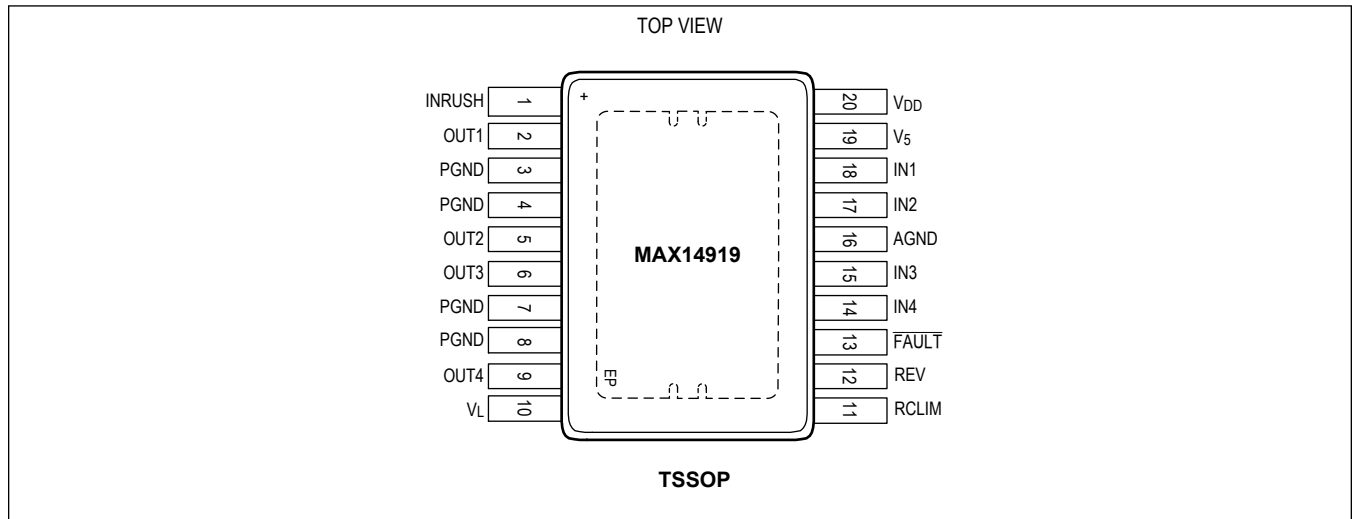 TOP VIEW
+
INRUSH 1
OUT1 2
PGND 3
PGND 4
OUT2 5
OUT3 6
PGND 7
PGND 8
OUT4 9
VL 10
MAX14919
EP
20 VDD
19 V5
18 IN1
17 IN2
16 AGND
15 IN3
14 IN4
13 FAULT
12 REV
11 RCLIM
TSSOP